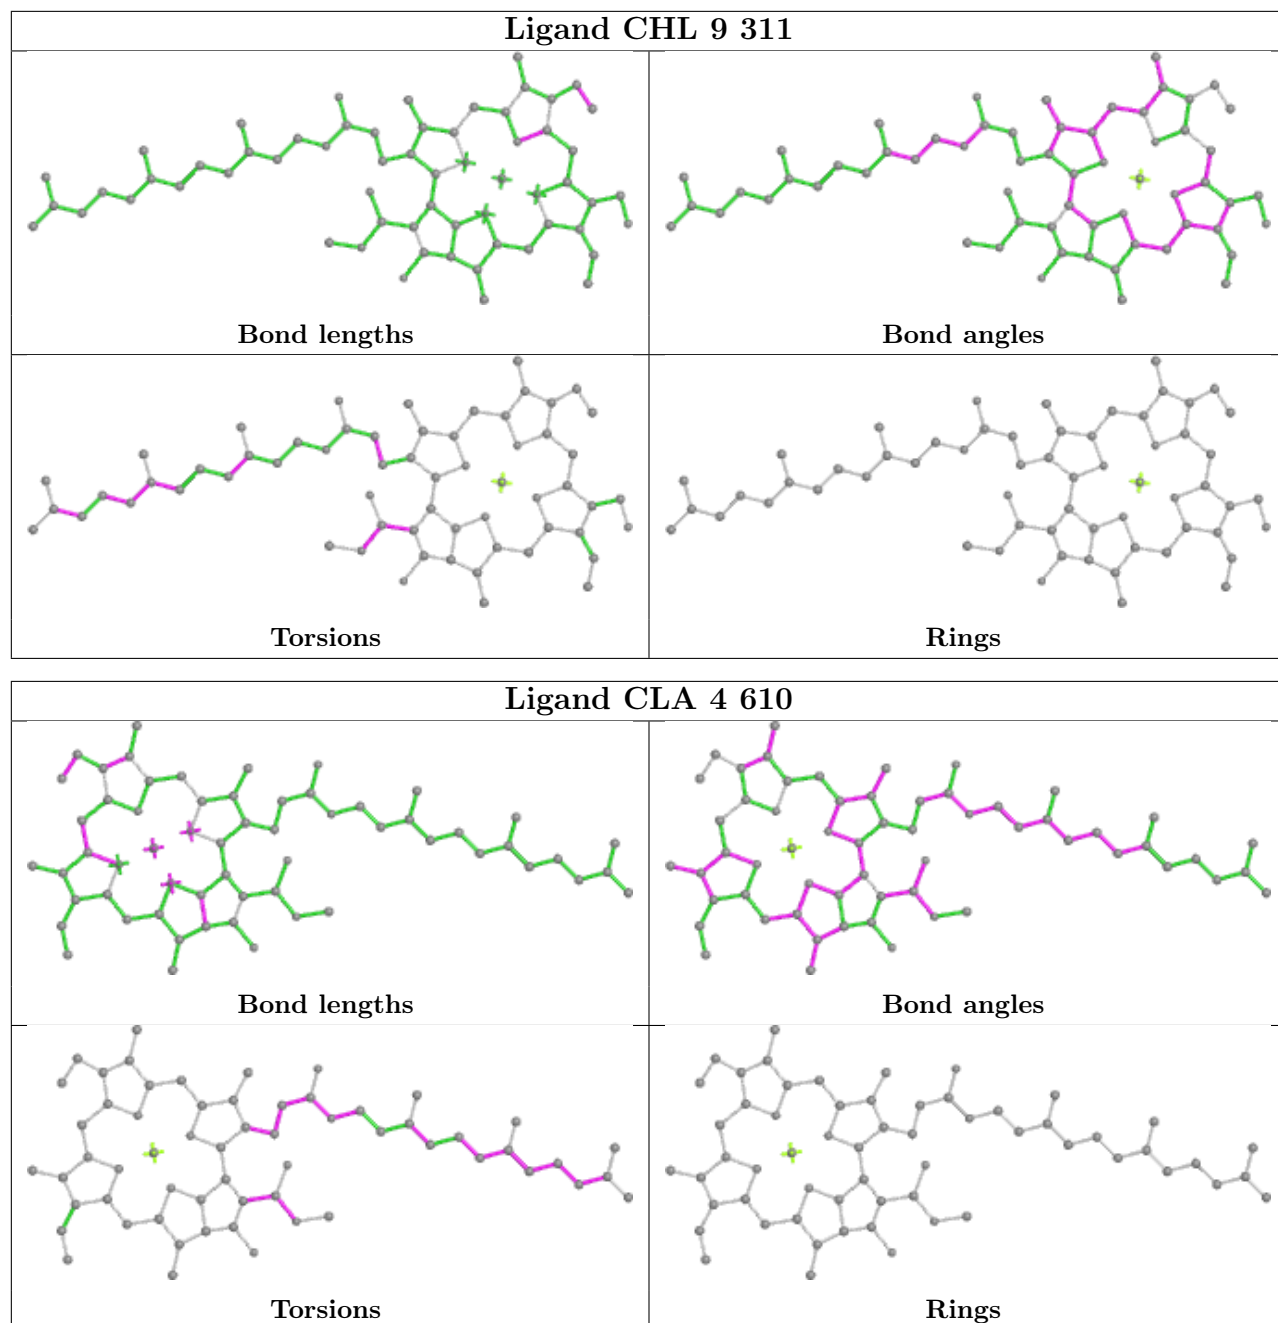 Ligand CHL 9 311
Bond lengths
Bond angles
Torsions
Rings
Ligand CLA 4 610
Bond lengths
Bond angles
Torsions
Rings